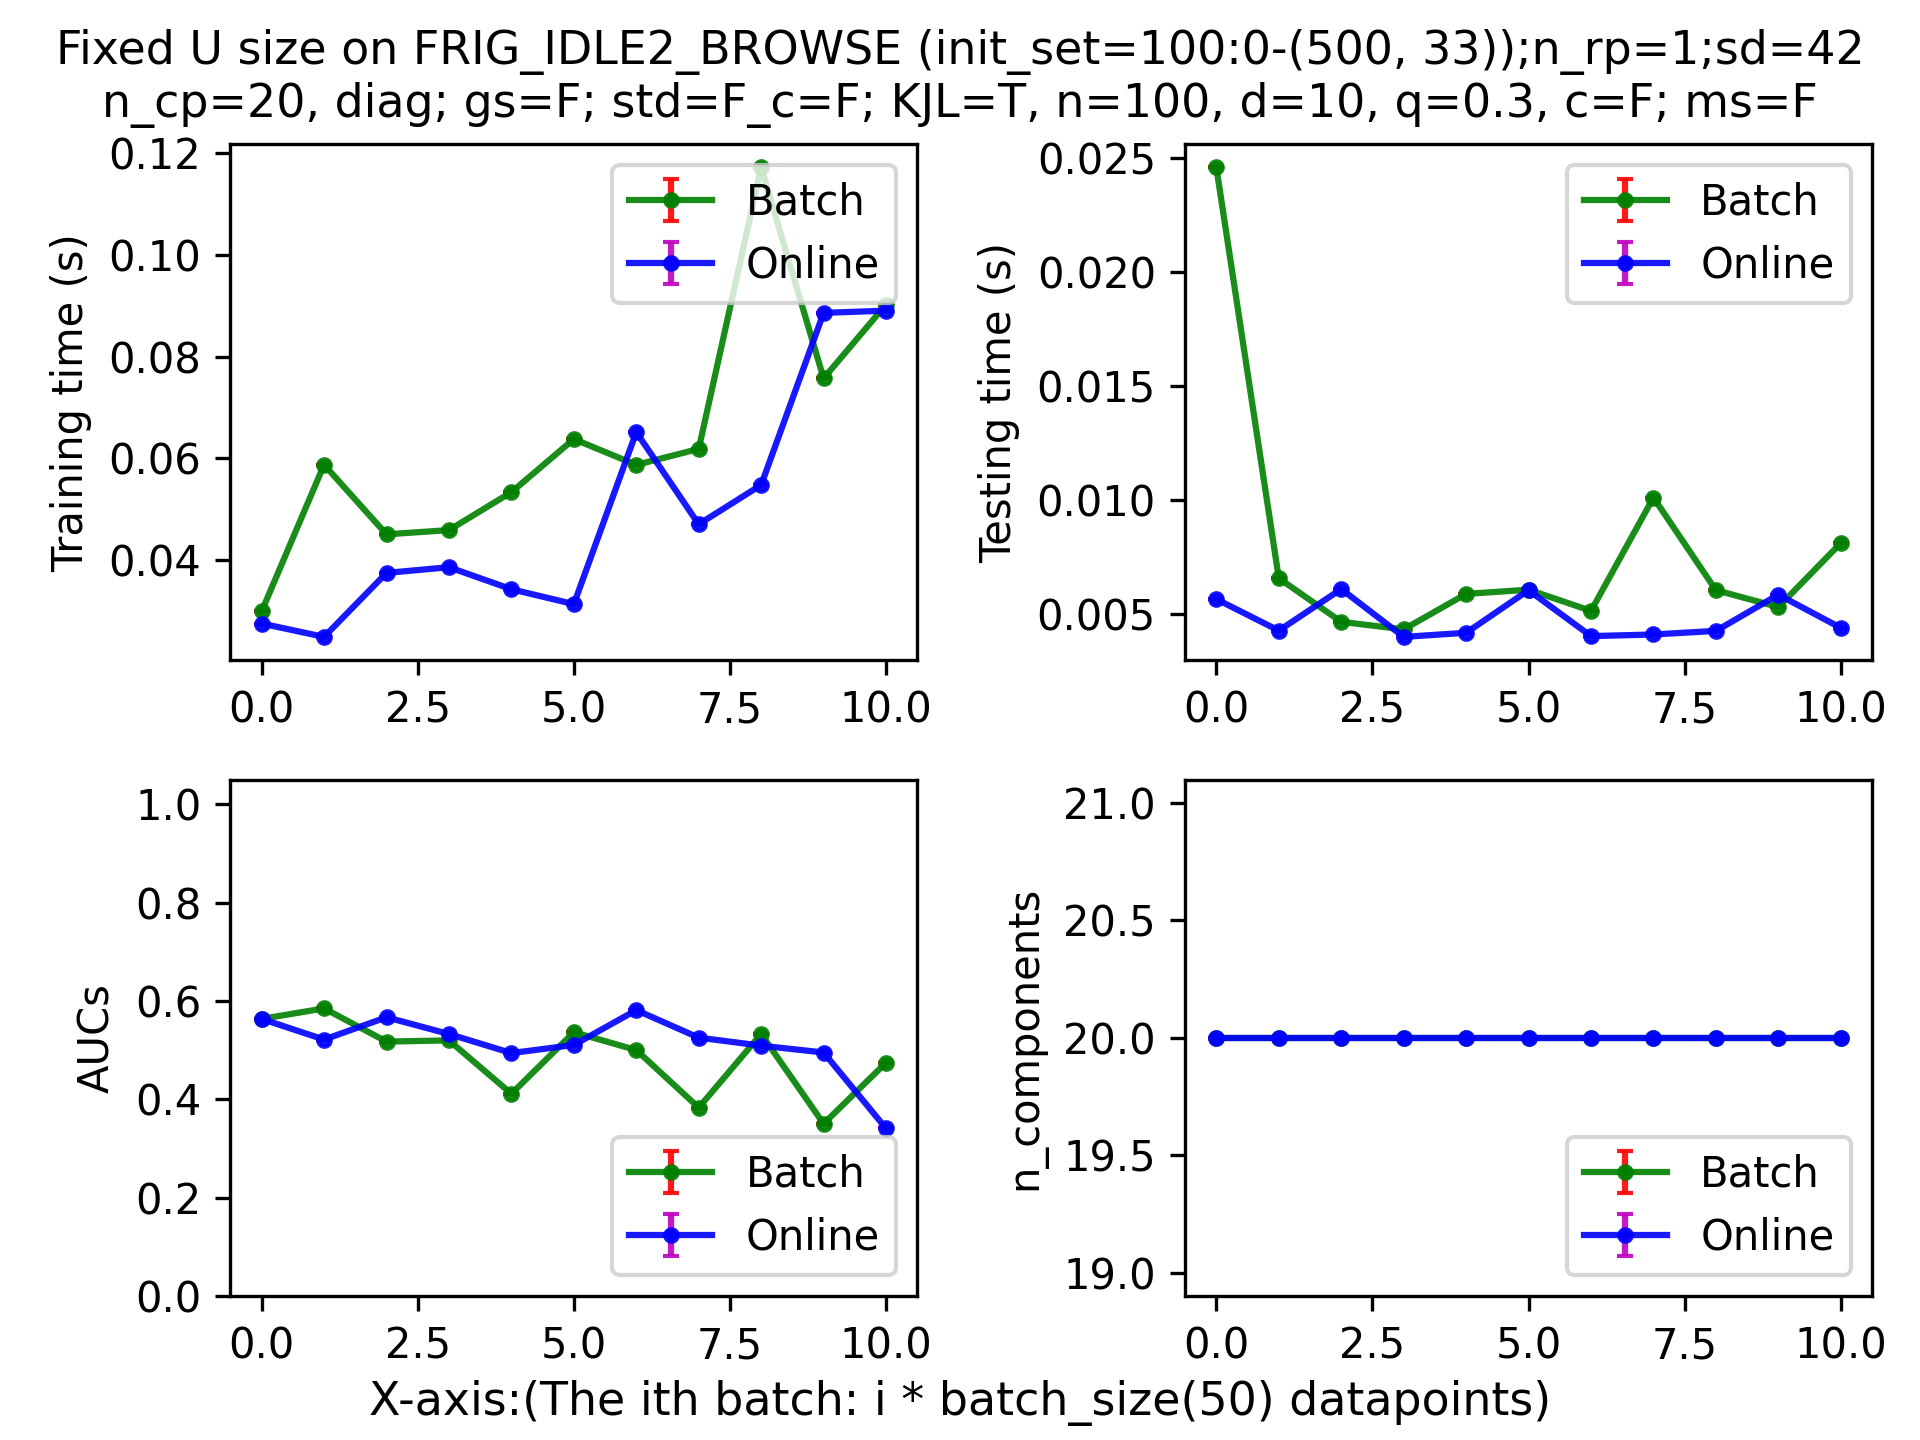 Fixed U size on FRIG_IDLE2_BROWSE (init_set=100:0-(500, 33));n_rp=1;sd=42
n_cp=20, diag; gs=F; std=F_c=F; KJL=T, n=100, d=10, q=0.3, c=F; ms=F
Training time (s)
0.12
0.10
0.08
0.06
0.04
0.0
2.5
5.0
7.5
10.0
Batch
Online
Testing time (s)
0.025
0.020
0.015
0.010
0.005
0.0
2.5
5.0
7.5
10.0
Batch
Online
AUCs
1.0
0.8
0.6
0.4
0.2
0.0
0.0
2.5
5.0
7.5
10.0
Batch
Online
n_components
21.0
20.5
20.0
19.5
19.0
0.0
2.5
5.0
7.5
10.0
Batch
Online
X-axis:(The ith batch: i * batch_size(50) datapoints)